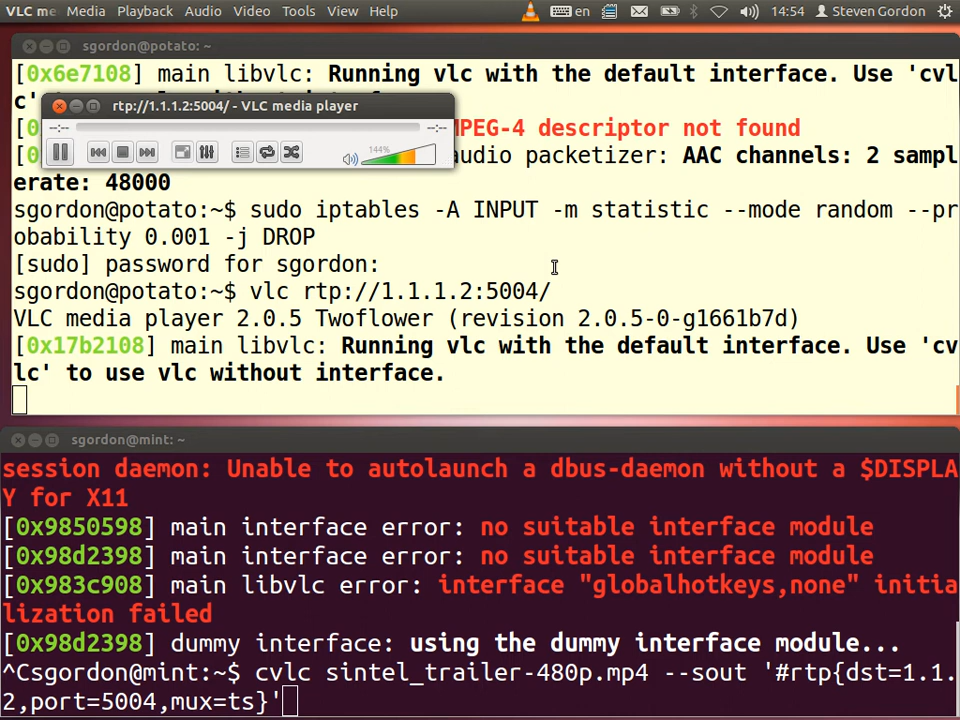 VLC me Media Playback Audio Video Tools View Help en 14:54 Steven Gordon
sgordon@potato: ~
[0x6e7108] main libvlc: Running vlc with the default interface. Use 'cvl
c'
rtp://1.1.1.2:5004/ - VLC media player
[0 MPEG-4 descriptor not found
--:-- --:--
[0 audio packetizer: AAC channels: 2 sampl
144%
erate: 48000
sgordon@potato:~$ sudo iptables -A INPUT -m statistic --mode random --pr
obability 0.001 -j DROP
[sudo] password for sgordon:
sgordon@potato:~$ vlc rtp://1.1.1.2:5004/
VLC media player 2.0.5 Twoflower (revision 2.0.5-0-g1661b7d)
[0x17b2108] main libvlc: Running vlc with the default interface. Use 'cv
lc' to use vlc without interface.
sgordon@mint: ~
session daemon: Unable to autolaunch a dbus-daemon without a $DISPLA
Y for X11
[0x9850598] main interface error: no suitable interface module
[0x98d2398] main interface error: no suitable interface module
[0x983c908] main libvlc error: interface "globalhotkeys,none" initia
lization failed
[0x98d2398] dummy interface: using the dummy interface module...
^Csgordon@mint:~$ cvlc sintel_trailer-480p.mp4 --sout '#rtp{dst=1.1.
2,port=5004,mux=ts}'